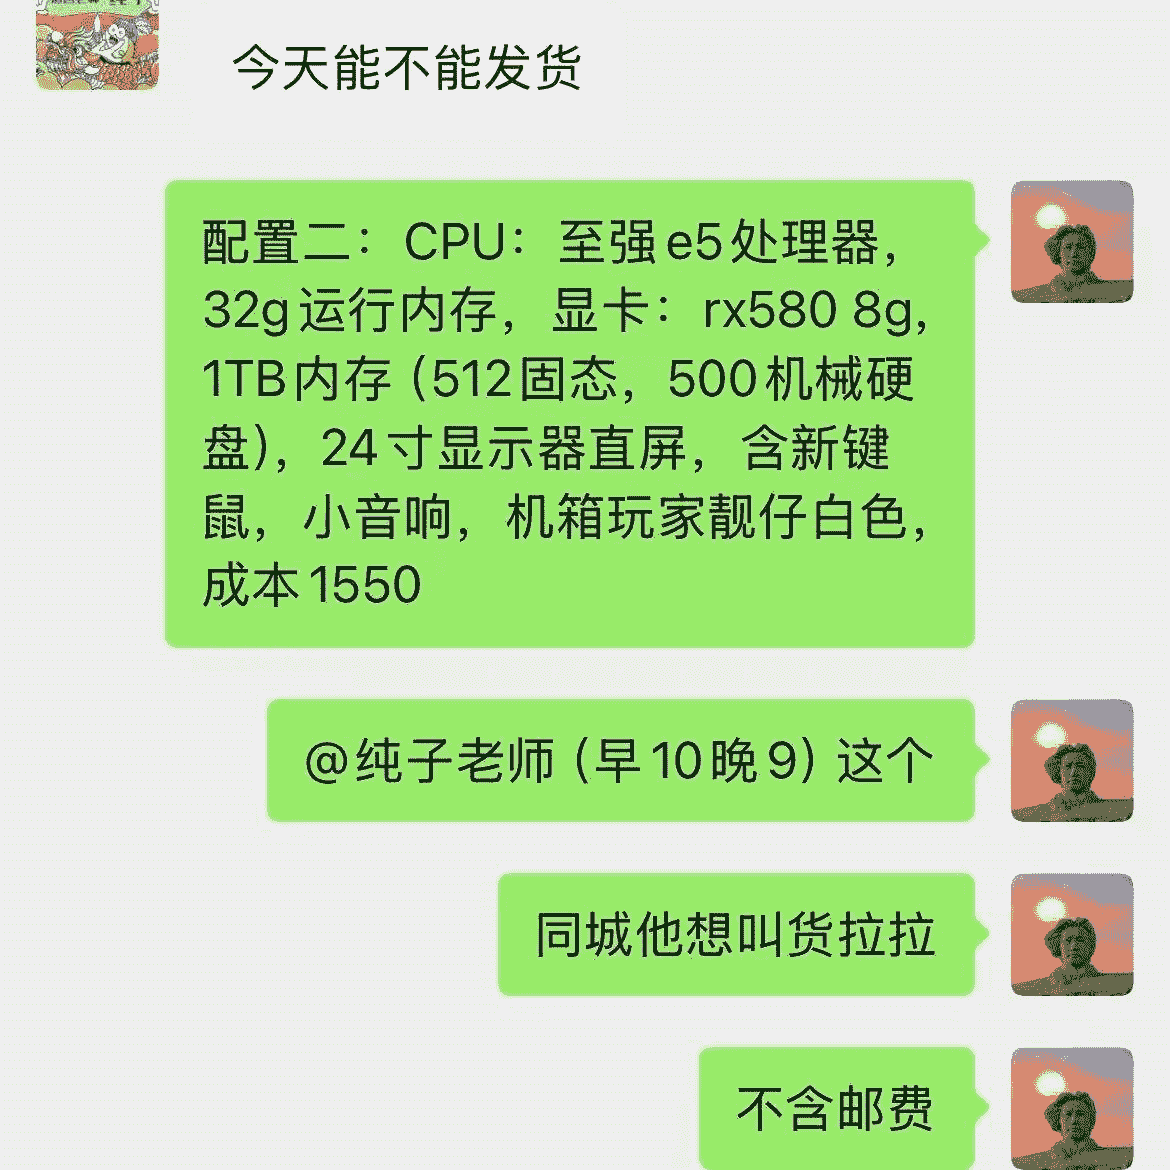 今天能不能发货
配置二：CPU：至强e5处理器，
32g运行内存，显卡：rx580 8g，
1TB内存（512固态，500机械硬
盘），24寸显示器直屏，含新键
鼠，小音响，机箱玩家靓仔白色，
成本1550
@纯子老师（早10晚9）这个
同城他想叫货拉拉
不含邮费